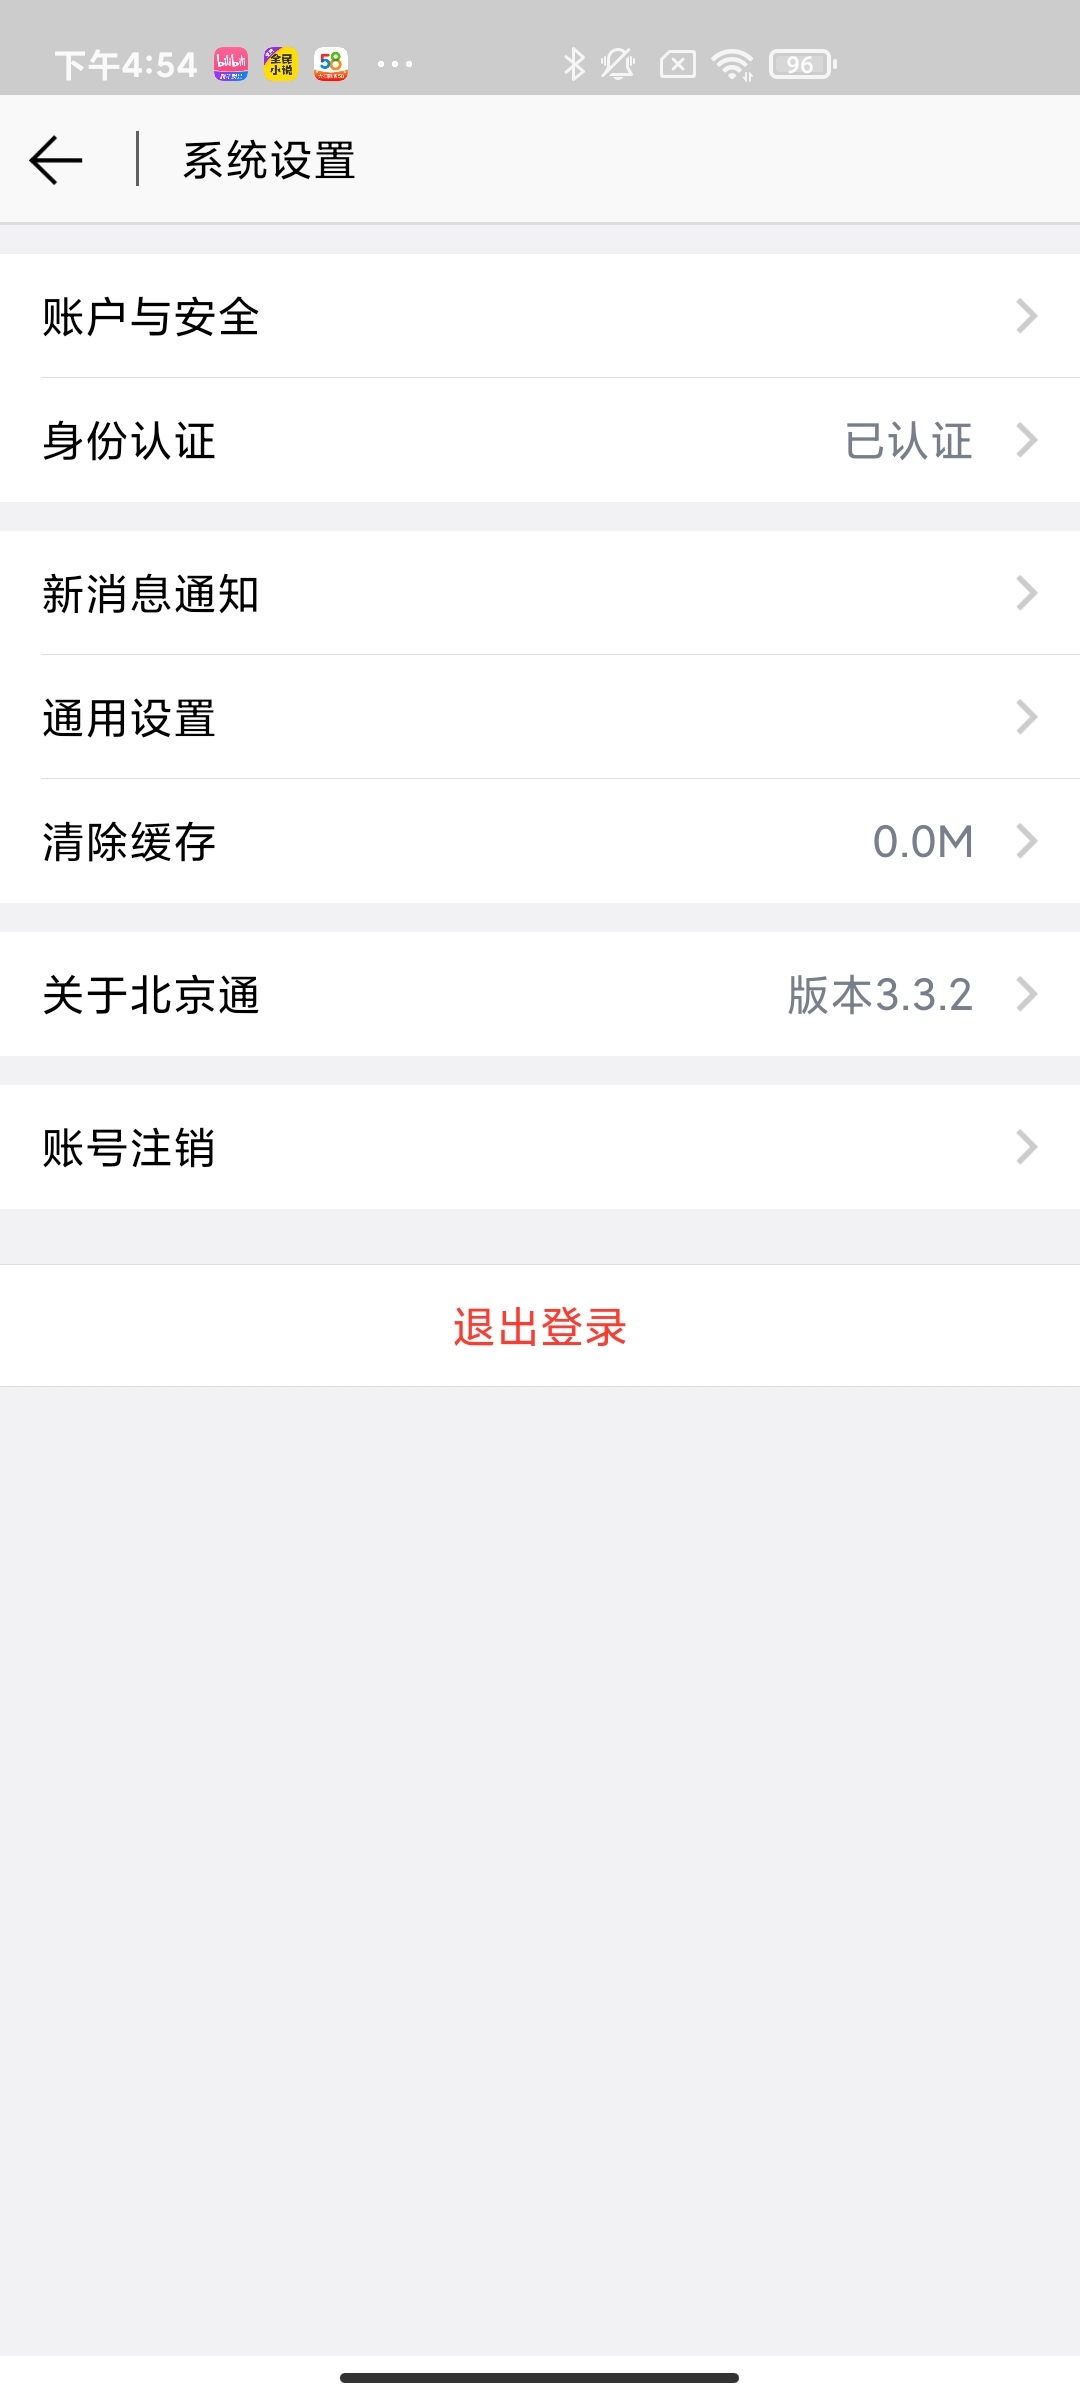 下午4:54
bilibili
全民
小说
58
96
系统设置
账户与安全
身份认证 已认证
新消息通知
通用设置
清除缓存 0.0M
关于北京通 版本3.3.2
账号注销
退出登录